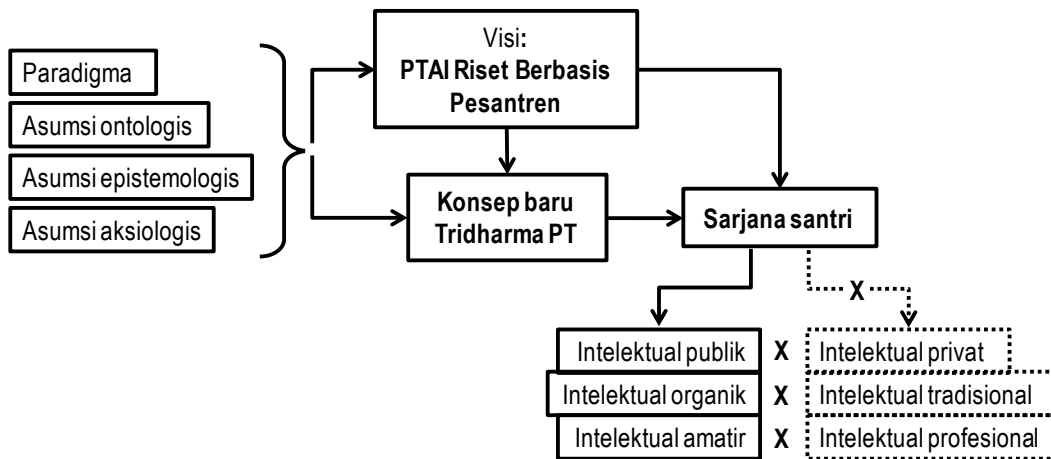 Paradigma
Asumsi ontologis
Asumsi epistemologis
Asumsi aksiologis
Visi:
PTAI Riset Berbasis
Pesantren
Konsep baru
Tridharma PT
Sarjana santri
X
Intelektual publik X Intelektual privat
Intelektual organik X Intelektual tradisional
Intelektual amatir X Intelektual profesional